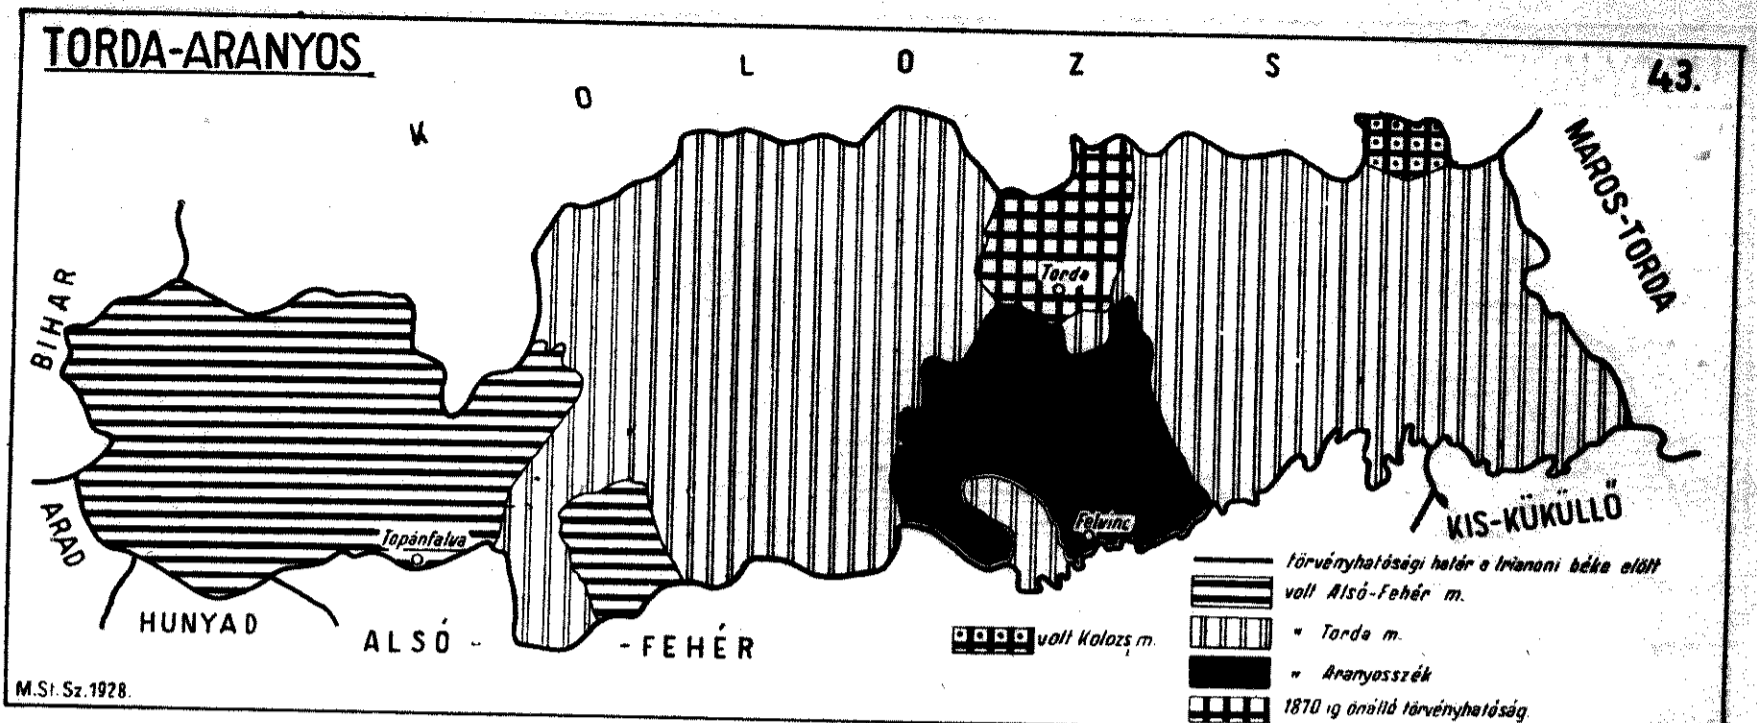 TORDA-ARANYOS
43.
KOLOZS
MAROS-TORDA
BIHAR
Torda
ARAD
Topánfalva
Felvinc
KIS-KÜKÜLLŐ
HUNYAD
ALSÓ-
-FEHÉR
törvényhatósági határ a trianoni béke előtt
volt Alsó-Fehér m.
" Torda m.
volt Kolozs m.
" Aranyosszék
1870 ig önálló törvényhatóság.
M.St.Sz.1928.